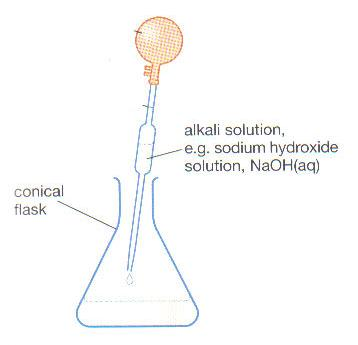 alkali solution,
e.g. sodium hydroxide
solution, NaOH(aq)
conical
flask